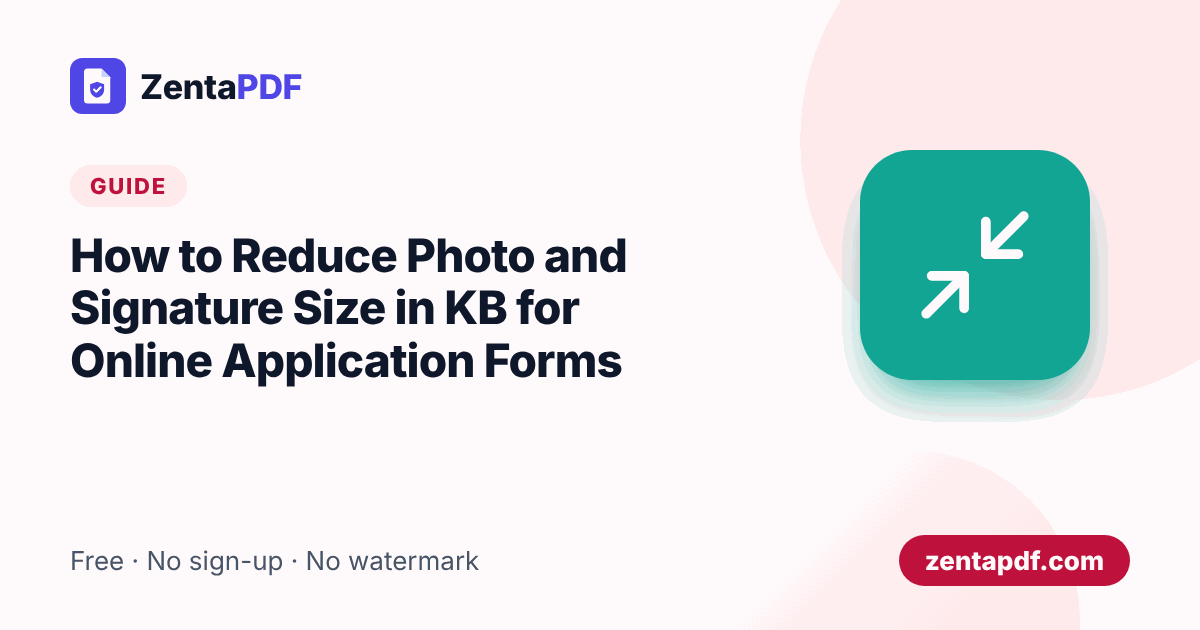 ZentaPDF
GUIDE
How to Reduce Photo and
Signature Size in KB for
Online Application Forms
Free · No sign-up · No watermark
zentapdf.com